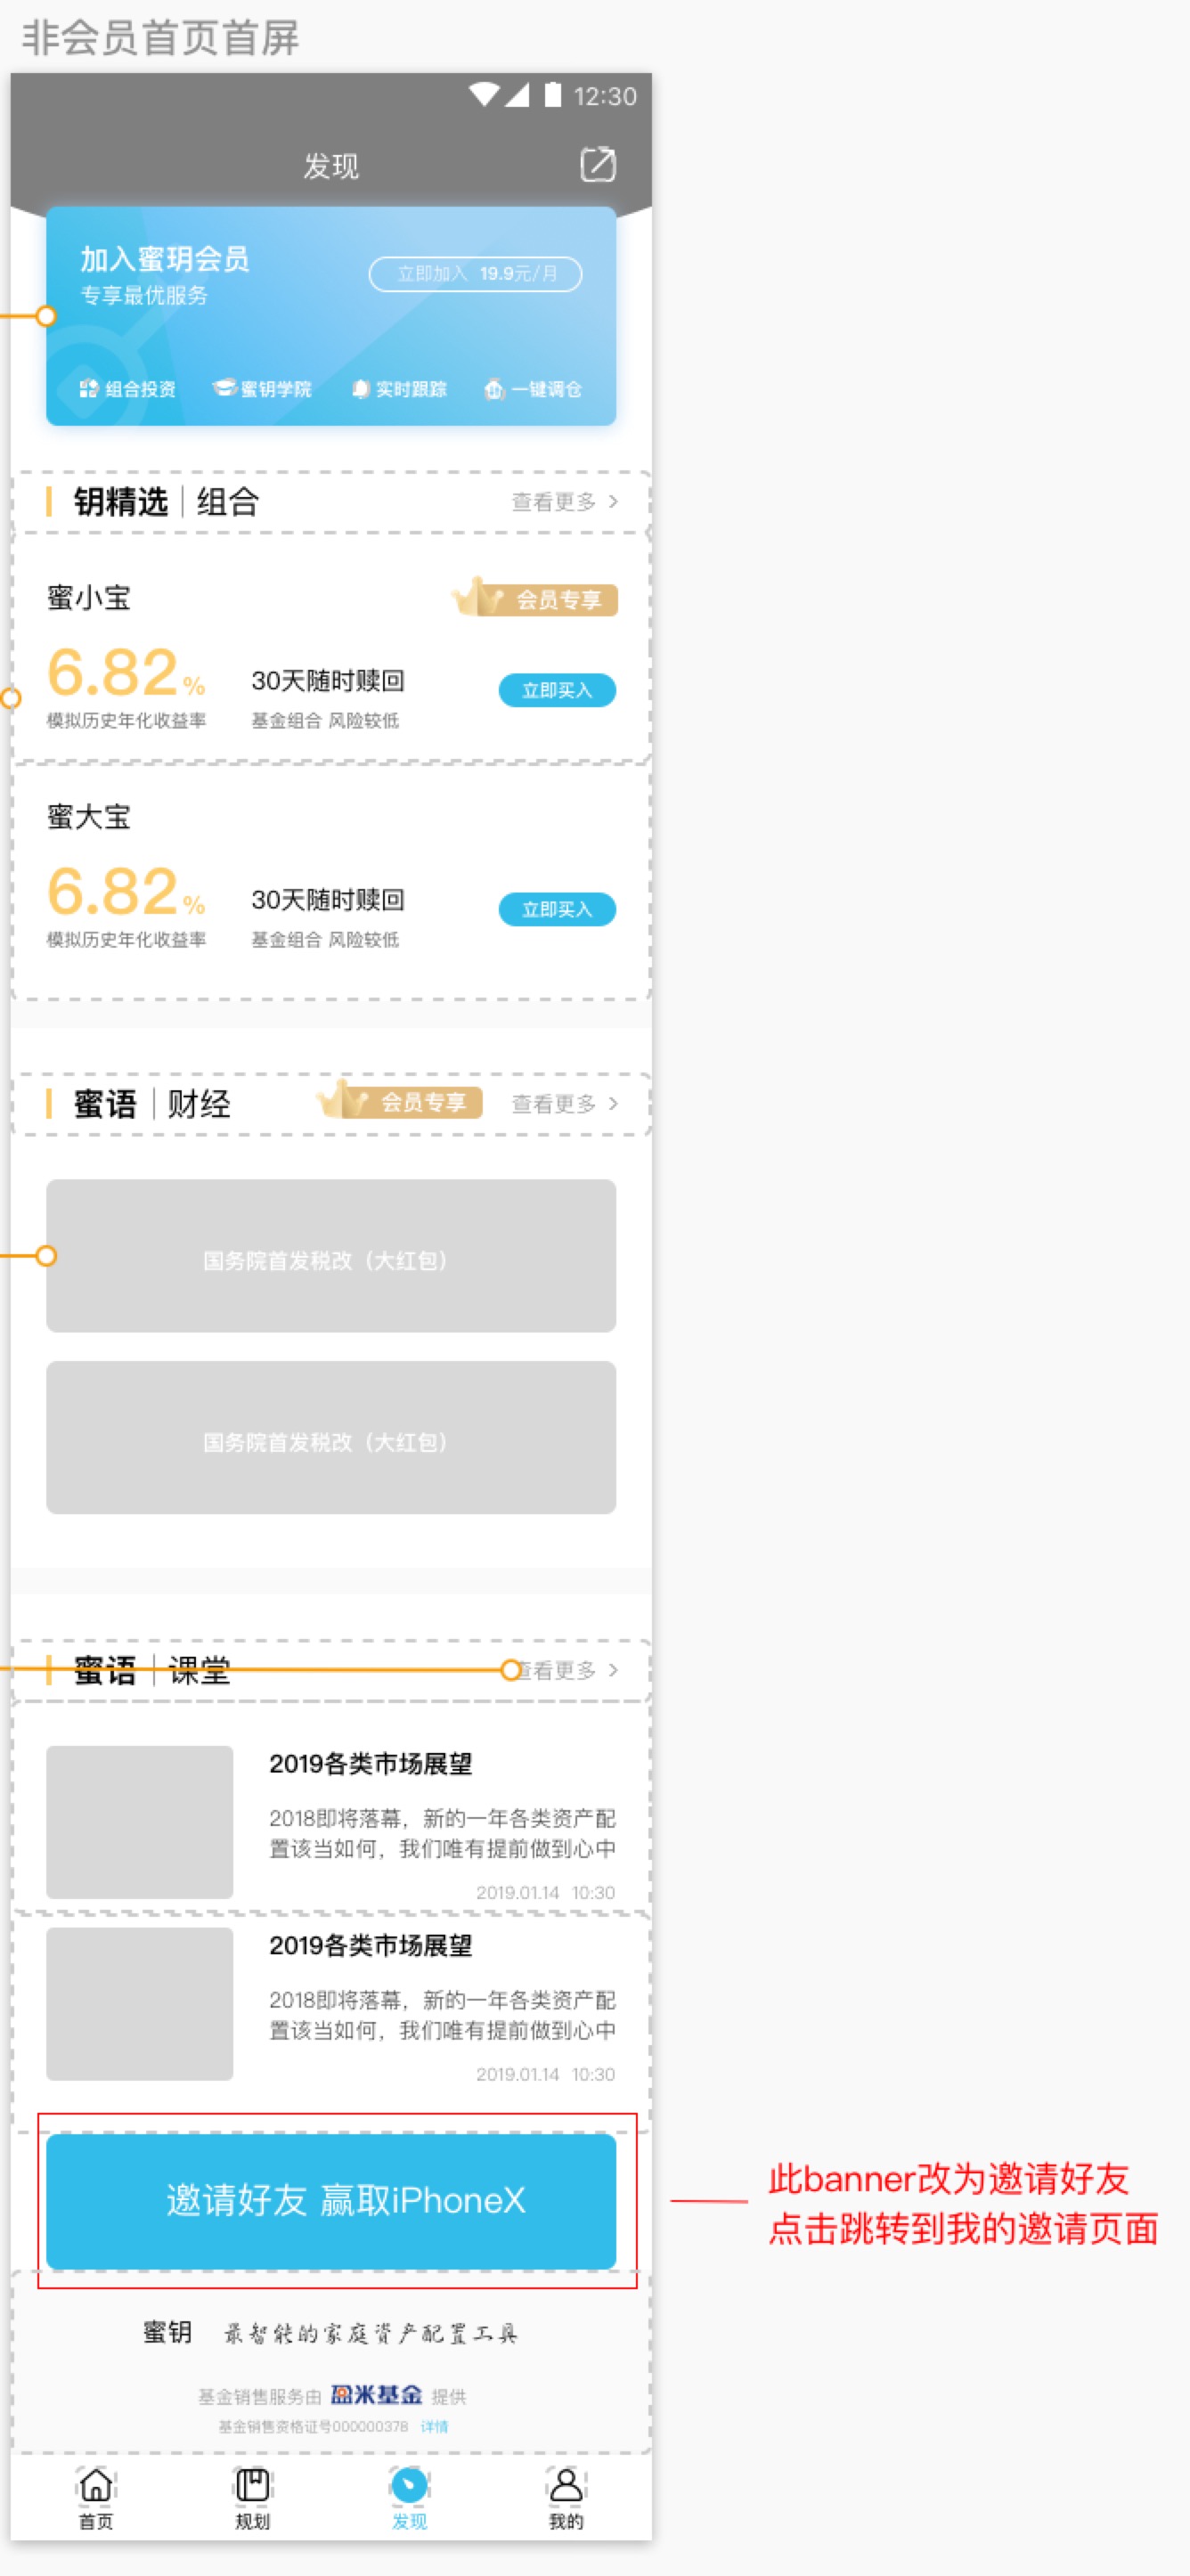 非会员首页首屏
12:30
发现
加入蜜玥会员
立即加入 19.9元/月
专享最优服务
组合投资 蜜钥学院 实时跟踪 一键调仓
钥精选 | 组合 查看更多 >
蜜小宝 会员专享
6.82% 30天随时赎回 立即买入
模拟历史年化收益率 基金组合 风险较低
蜜大宝
6.82% 30天随时赎回 立即买入
模拟历史年化收益率 基金组合 风险较低
蜜语 | 财经 会员专享 查看更多 >
国务院首发税改（大红包）
国务院首发税改（大红包）
蜜语 | 课堂 查看更多 >
2019各类市场展望
2018即将落幕，新的一年各类资产配
置该当如何，我们唯有提前做到心中
2019.01.14 10:30
2019各类市场展望
2018即将落幕，新的一年各类资产配
置该当如何，我们唯有提前做到心中
2019.01.14 10:30
邀请好友 赢取iPhoneX
此banner改为邀请好友
点击跳转到我的邀请页面
蜜钥 最智能的家庭资产配置工具
基金销售服务由 盈米基金 提供
基金销售资格证号000000378 详情
首页 规划 发现 我的